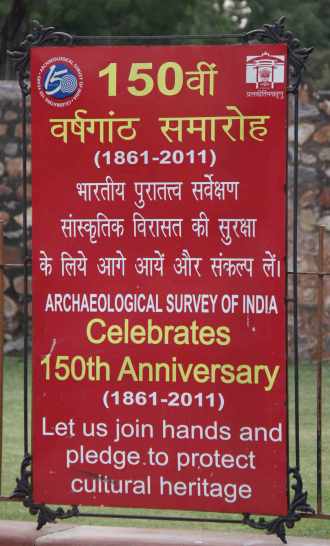 150वीं
वर्षगांठ समारोह
(1861-2011)
भारतीय पुरातत्त्व सर्वेक्षण
सांस्कृतिक विरासत की सुरक्षा
के लिये आगे आयें और संकल्प लें।
ARCHAEOLOGICAL SURVEY OF INDIA
Celebrates
150th Anniversary
(1861-2011)
Let us join hands and
pledge to protect
cultural heritage